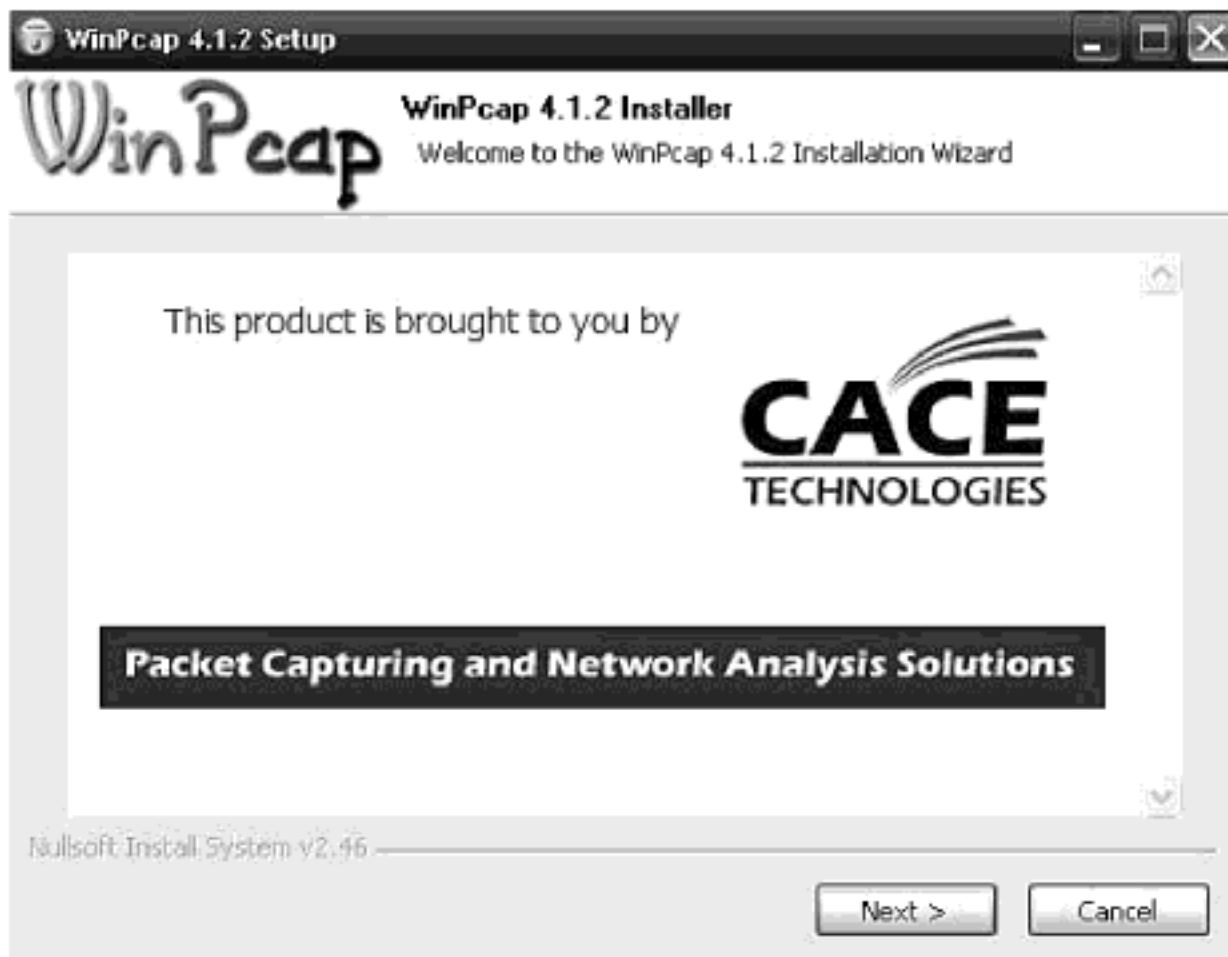 WinPcap 4.1.2 Setup
WinPcap
WinPcap 4.1.2 Installer
Welcome to the WinPcap 4.1.2 Installation Wizard
This product is brought to you by
CACE
TECHNOLOGIES
Packet Capturing and Network Analysis Solutions
Nullsoft Install System v2.46
Next >
Cancel